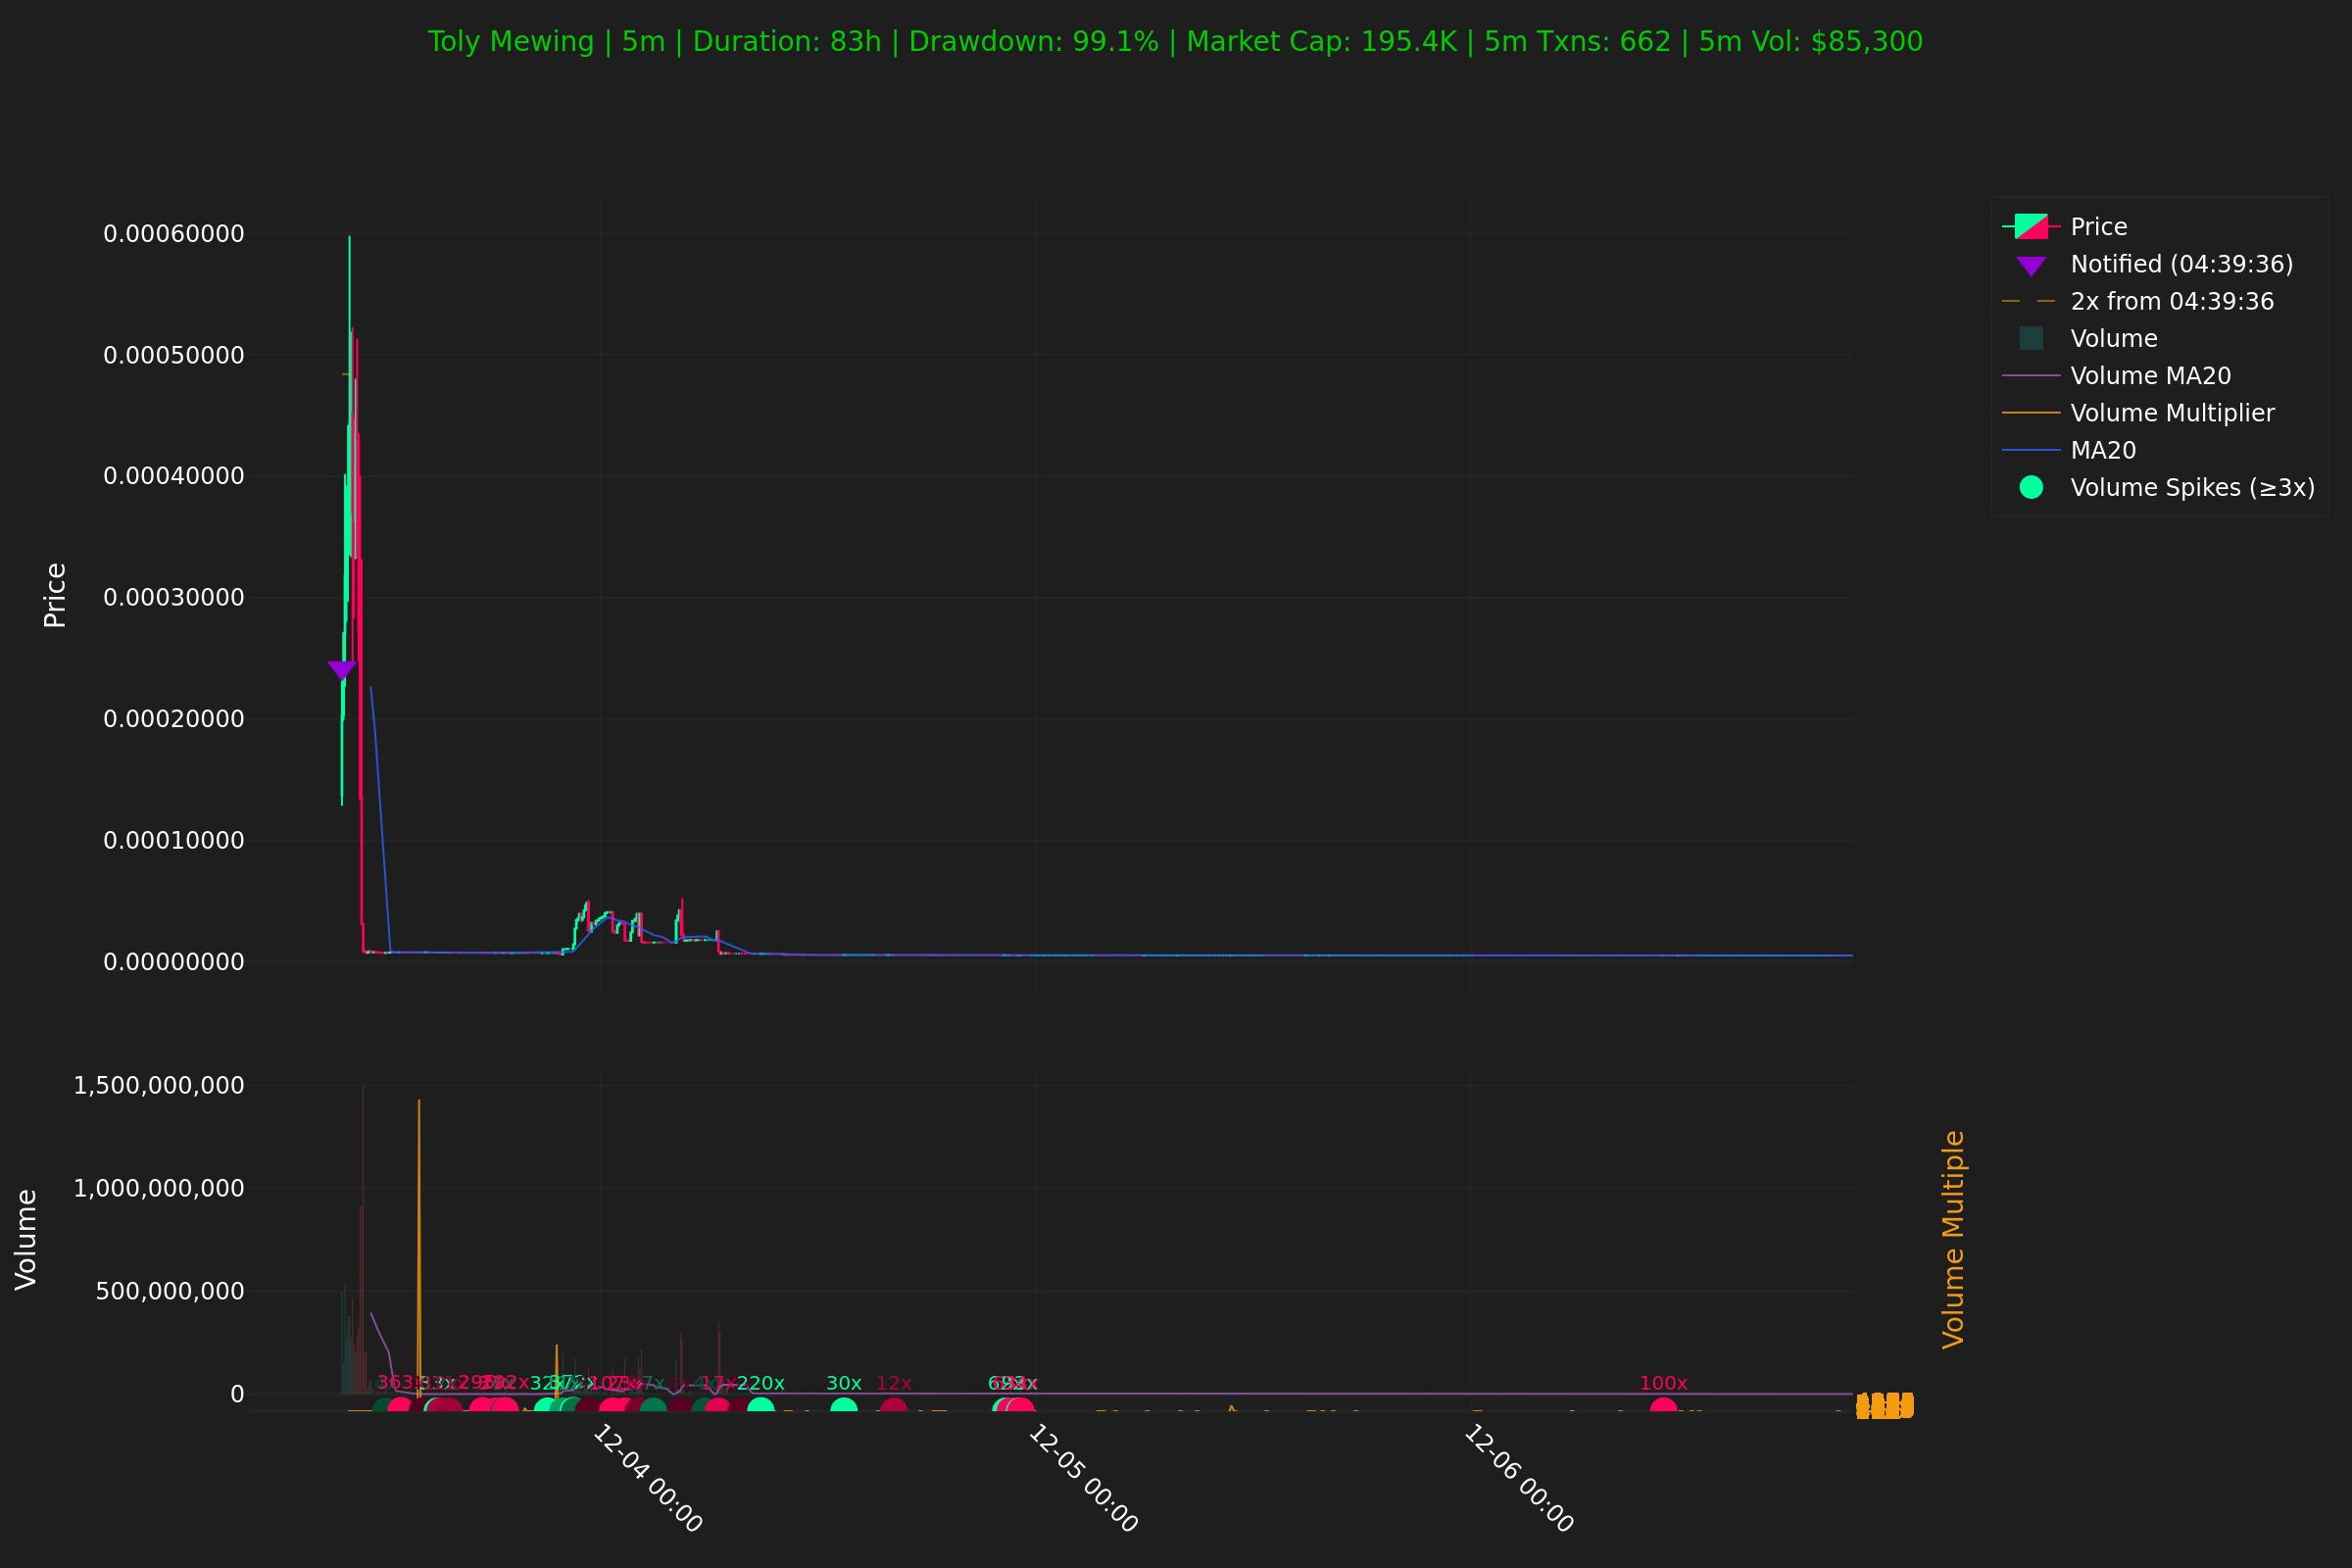 Toly Mewing | 5m | Duration: 83h | Drawdown: 99.1% | Market Cap: 195.4K | 5m Txns: 662 | 5m Vol: $85,300
Price
0.00060000
0.00050000
0.00040000
0.00030000
0.00020000
0.00010000
0.00000000
Price
Notified (04:39:36)
2x from 04:39:36
Volume
Volume MA20
Volume Multiplier
MA20
Volume Spikes (≥3x)
Volume
1,500,000,000
1,000,000,000
500,000,000
0
220x
30x
12x
100x
Volume Multiple
12-04 00:00
12-05 00:00
12-06 00:00